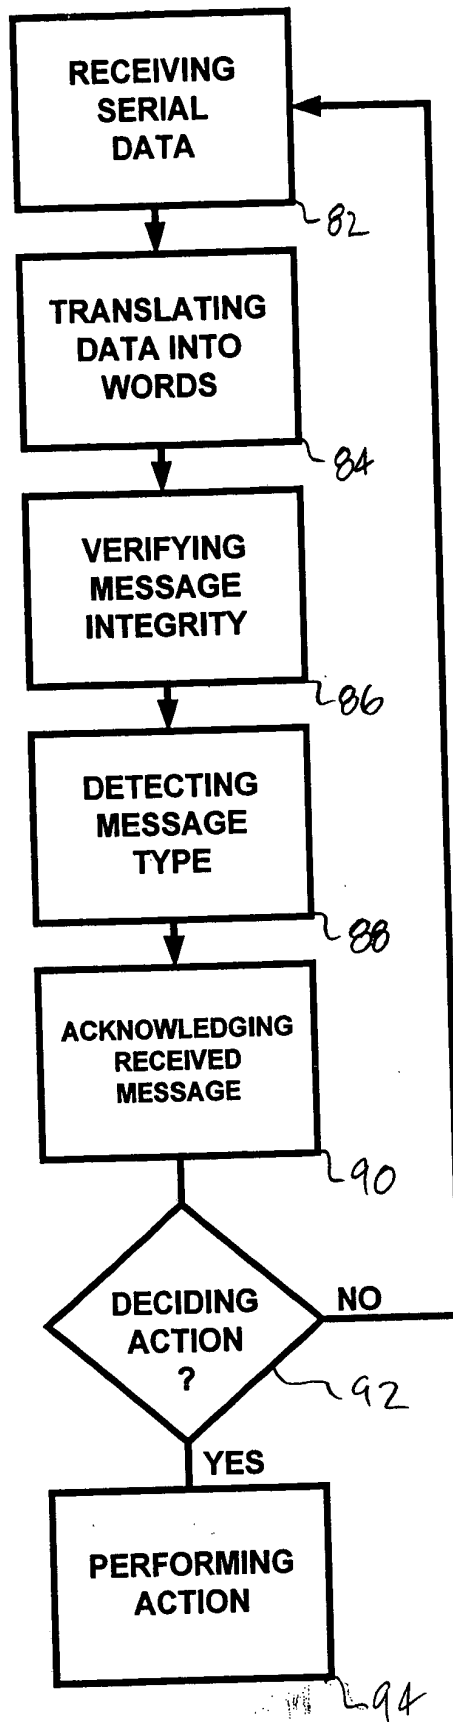 RECEIVING
SERIAL
DATA
82
TRANSLATING
DATA INTO
WORDS
84
VERIFYING
MESSAGE
INTEGRITY
86
DETECTING
MESSAGE
TYPE
88
ACKNOWLEDGING
RECEIVED
MESSAGE
90
DECIDING
ACTION
?
NO
92
YES
PERFORMING
ACTION
94